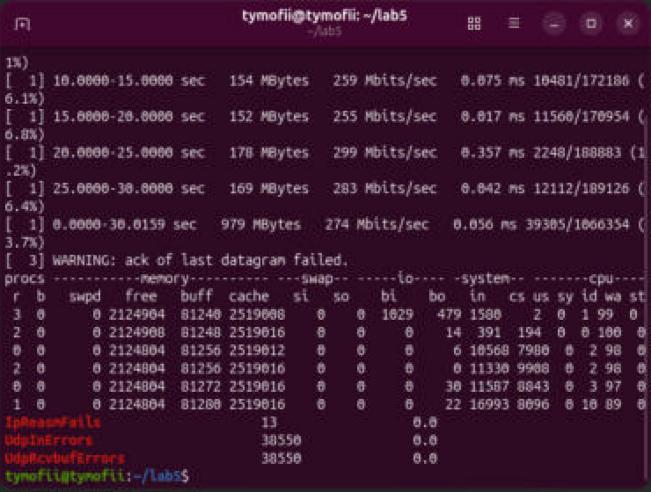 tymofii@tymofii: ~/lab5
~/lab5
1%)
[  1] 10.0000-15.0000 sec   154 MBytes   259 Mbits/sec   0.075 ms 10481/172186 (
6.1%)
[  1] 15.0000-20.0000 sec   152 MBytes   255 Mbits/sec   0.017 ms 11560/170954 (
6.8%)
[  1] 20.0000-25.0000 sec   178 MBytes   299 Mbits/sec   0.357 ms 2248/188883 (1
.2%)
[  1] 25.0000-30.0000 sec   169 MBytes   283 Mbits/sec   0.042 ms 12112/189126 (
6.4%)
[  1] 0.0000-30.0159 sec   979 MBytes   274 Mbits/sec   0.056 ms 39305/1066354 (
3.7%)
[  3] WARNING: ack of last datagram failed.
procs -----------memory---------- ---swap-- -----io---- -system-- -------cpu----
r  b   swpd   free   buff  cache   si   so    bi    bo   in   cs us sy id wa st
3  0      0 2124904  81240 2519008    0    0  1029   479 1580    2  0  1 99  0
2  0      0 2124908  81248 2519016    0    0     0    14  391  194  0  0 100  0
0  0      0 2124804  81256 2519012    0    0     0     6 10568 7980  0  2 98  0
2  0      0 2124804  81256 2519016    0    0     0     0 11330 9908  0  2 98  0
0  0      0 2124804  81272 2519016    0    0     0    30 11587 8843  0  3 97  0
1  0      0 2124804  81280 2519016    0    0     0    22 16993 8096  0 10 89  0
IpReasmFails                    13                 0.0
UdpInErrors                     38550              0.0
UdpRcvbufErrors                 38550              0.0
tymofii@tymofii:~/lab5$